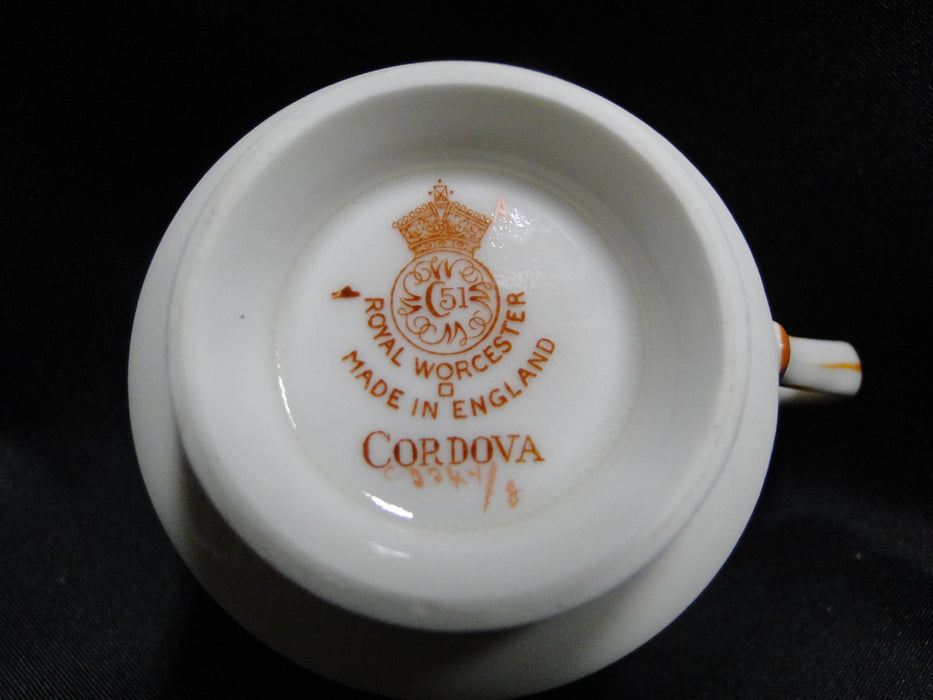 C51
ROYAL WORCESTER
MADE IN ENGLAND
CORDOVA